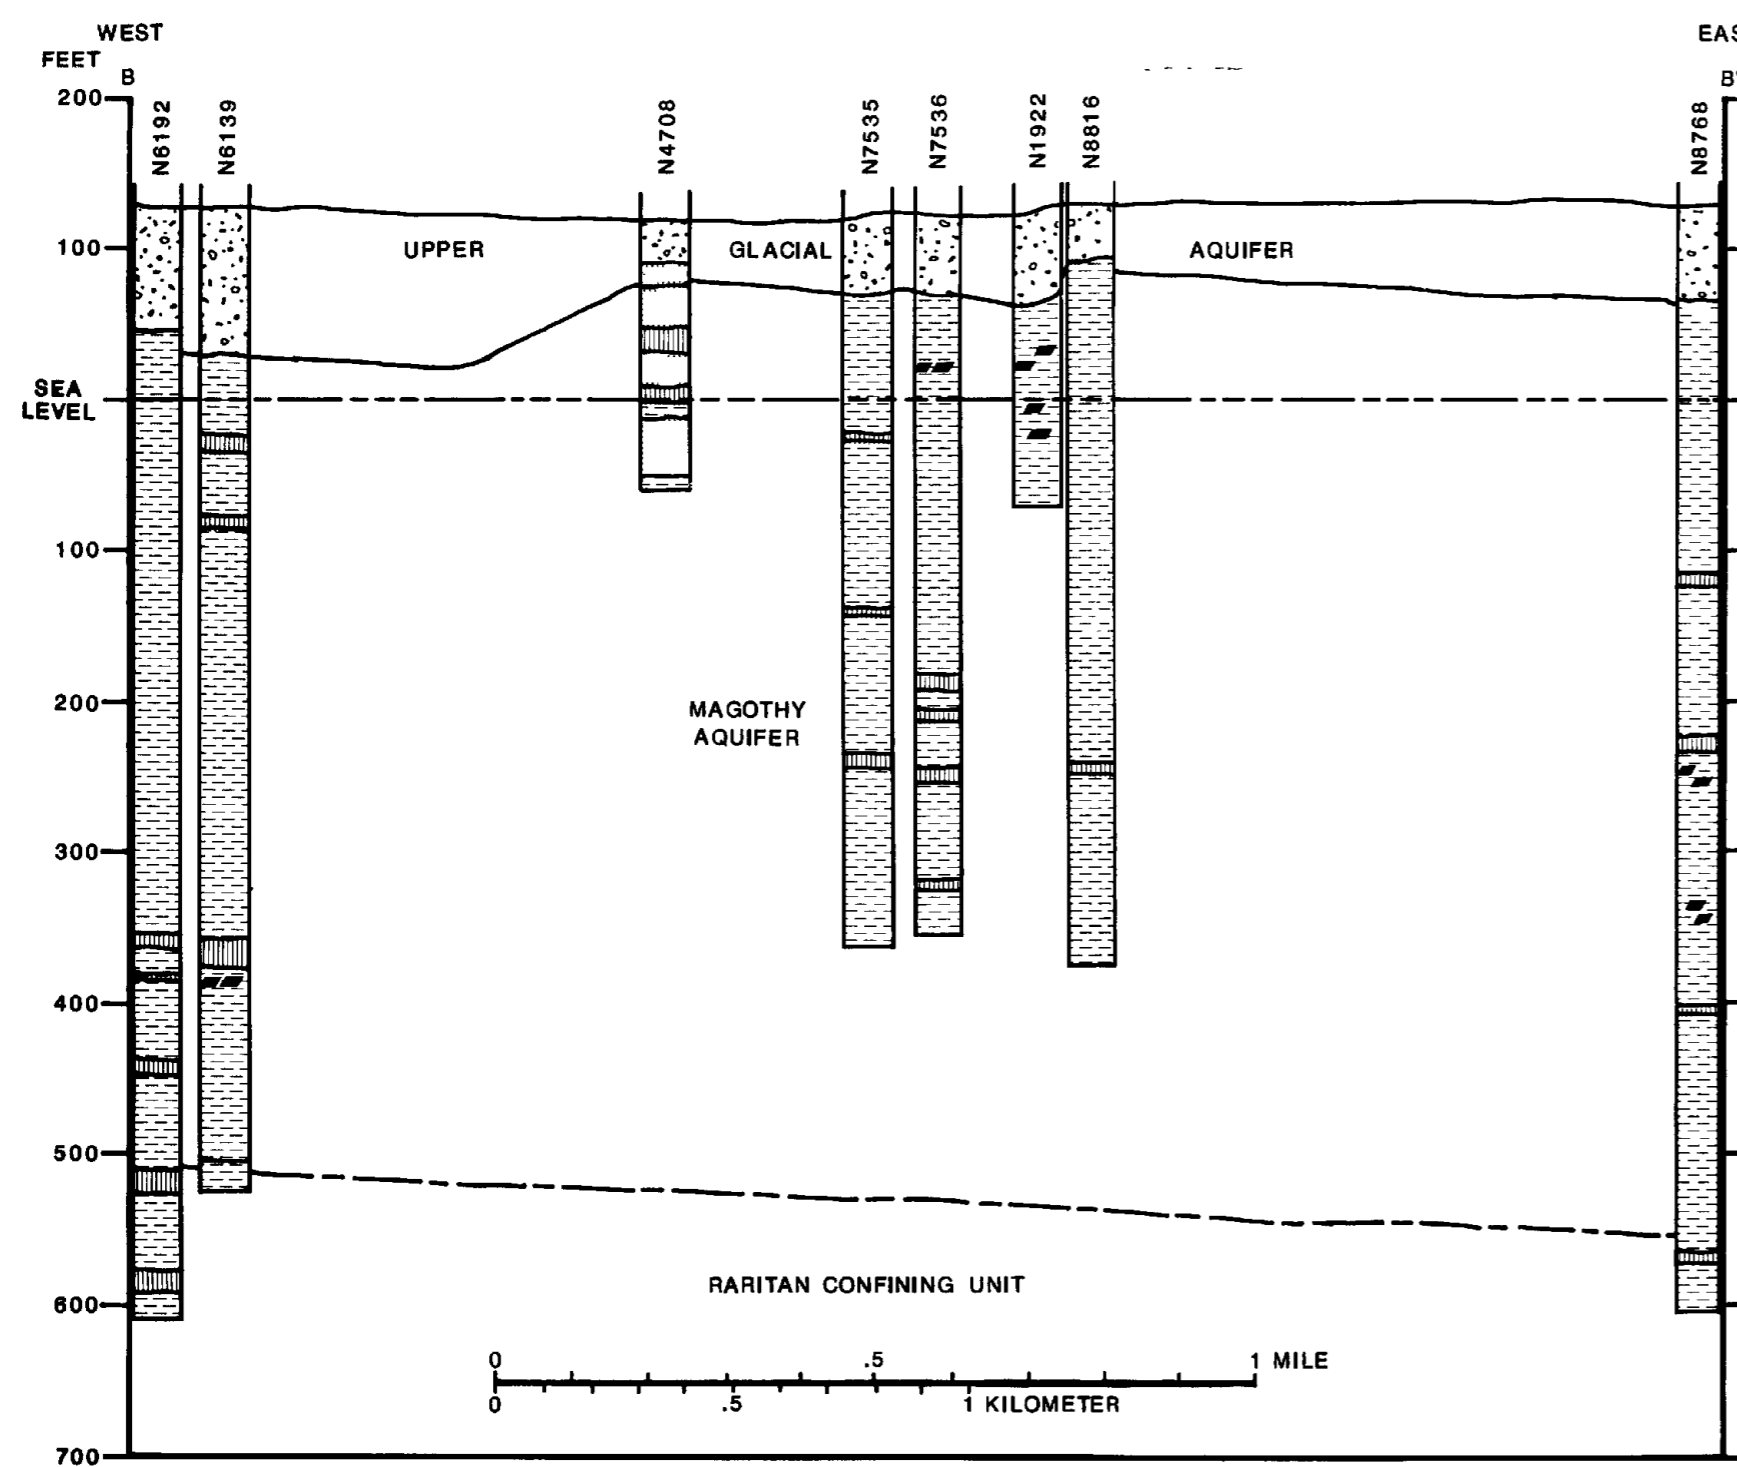 WEST
EAS
FEET
B
B'
200
N6192
N6139
N4708
N7535
N7536
N1922
N8816
N8768
100
UPPER GLACIAL AQUIFER
SEA
LEVEL
100
200
MAGOTHY
AQUIFER
300
400
500
RARITAN CONFINING UNIT
600
0 .5 1 MILE
0 .5 1 KILOMETER
700